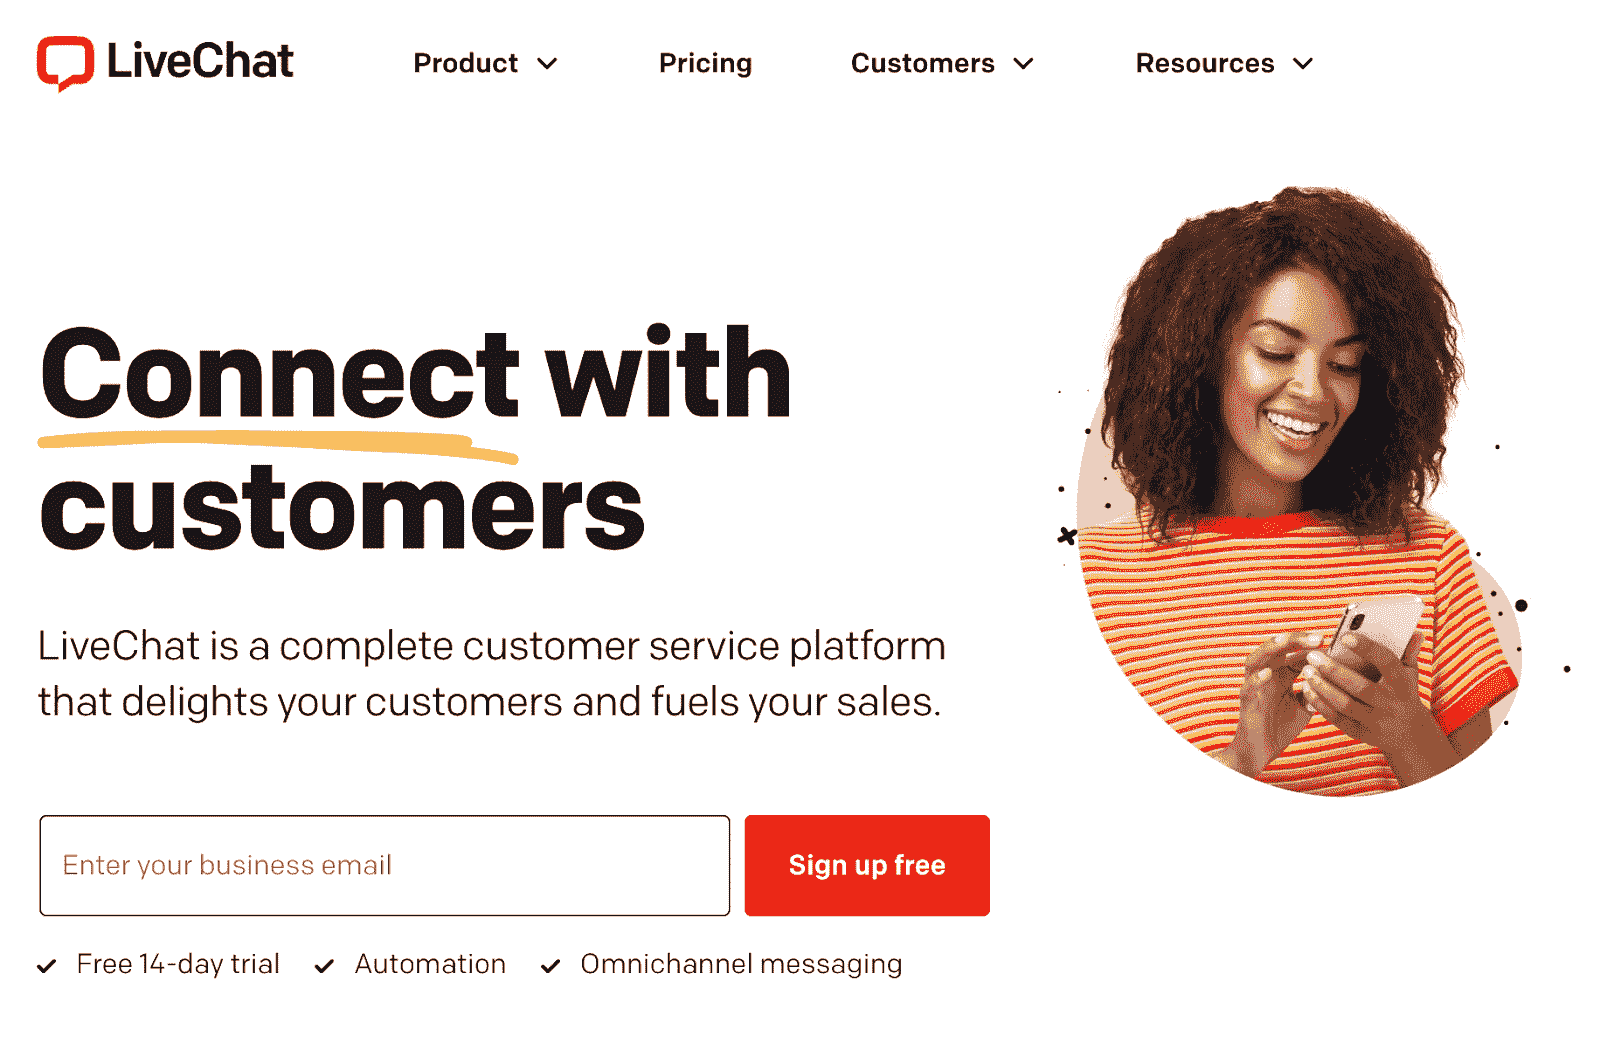 LiveChat
Product
Pricing
Customers
Resources
Connect with
customers
LiveChat is a complete customer service platform
that delights your customers and fuels your sales.
Enter your business email
Sign up free
Free 14-day trial
Automation
Omnichannel messaging